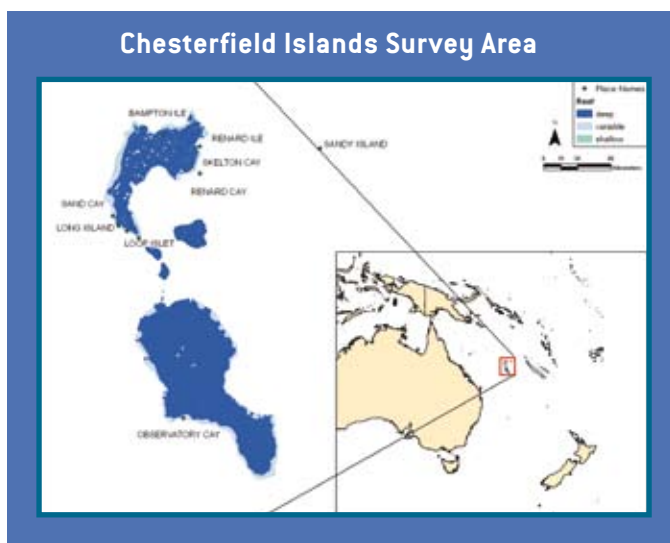 Chesterfield Islands Survey Area
Place Names
Reef
deep
variable
shallow
N
Kilometers
BAMPTON ILE
RENARD ILE
SANDY ISLAND
SKELTON CAY
RENARD CAY
SAND CAY
LONG ISLAND
LOOP ISLET
OBSERVATORY CAY